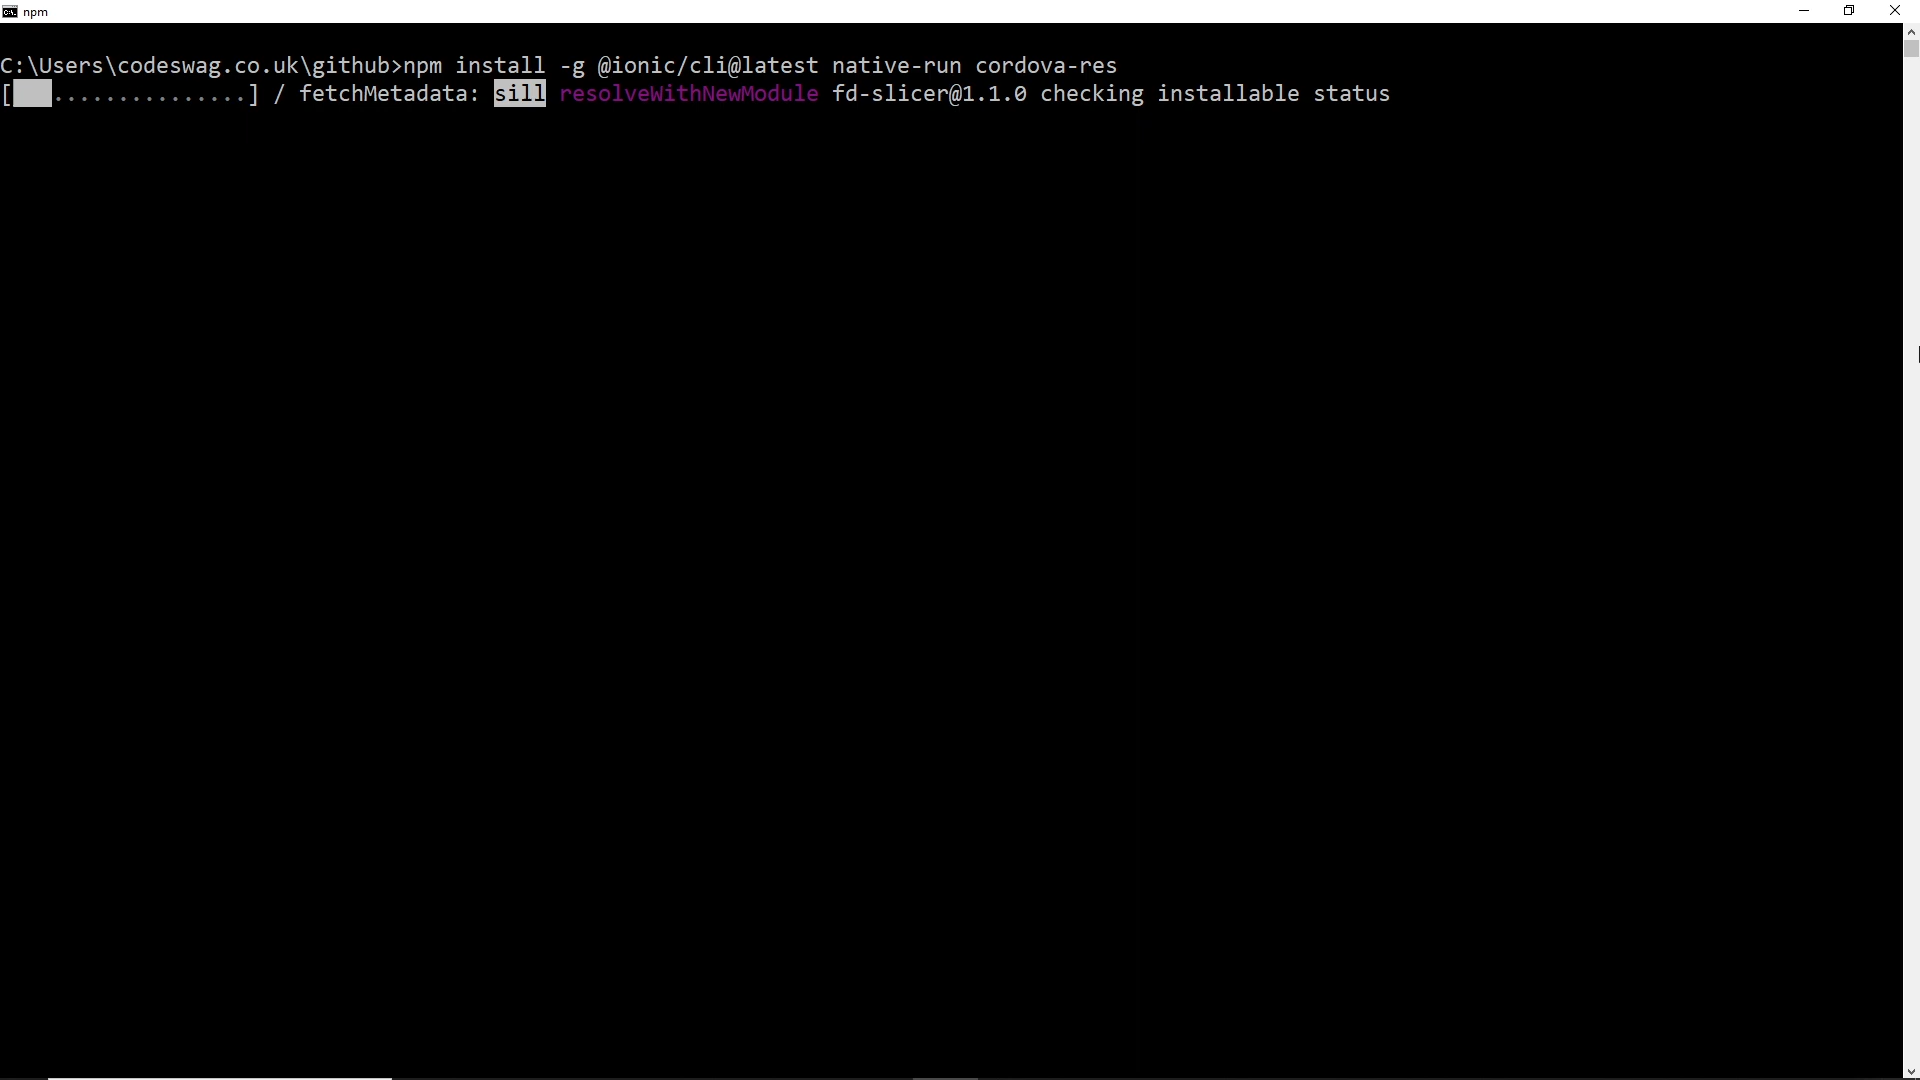 npm
C:\Users\codeswag.co.uk\github>npm install -g @ionic/cli@latest native-run cordova-res
[   ...............] / fetchMetadata: sill resolveWithNewModule fd-slicer@1.1.0 checking installable status